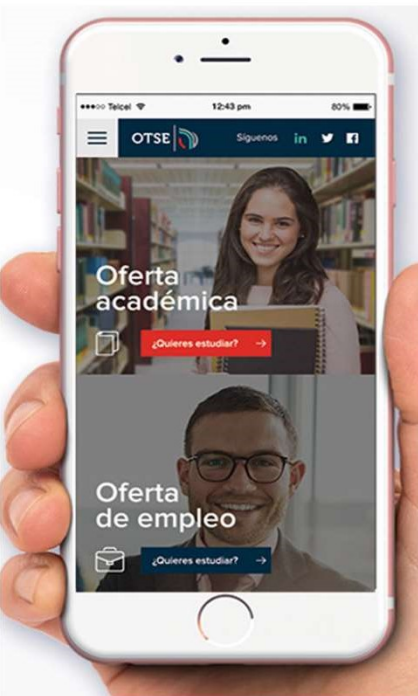 Telcel 12:43 pm 80%
OTSE Síguenos in
Oferta
académica
¿Quieres estudiar? →
Oferta
de empleo
¿Quieres estudiar? →